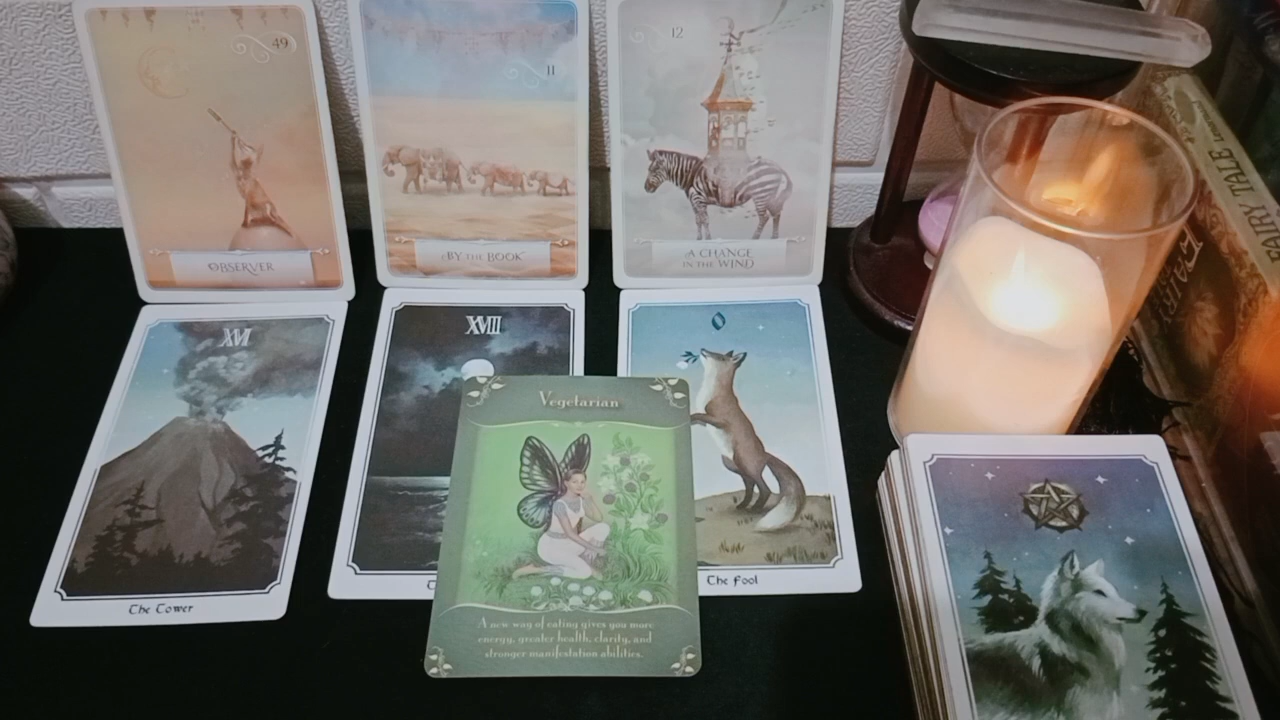 49
OBSERVER
11
BY THE BOOK
12
A CHANGE
IN THE WIND
XVI
The Tower
XVIII
0
The Fool
Vegetarian
A new way of eating gives you more
energy, greater health, clarity, and
stronger manifestation abilities.
FAIRY TALE